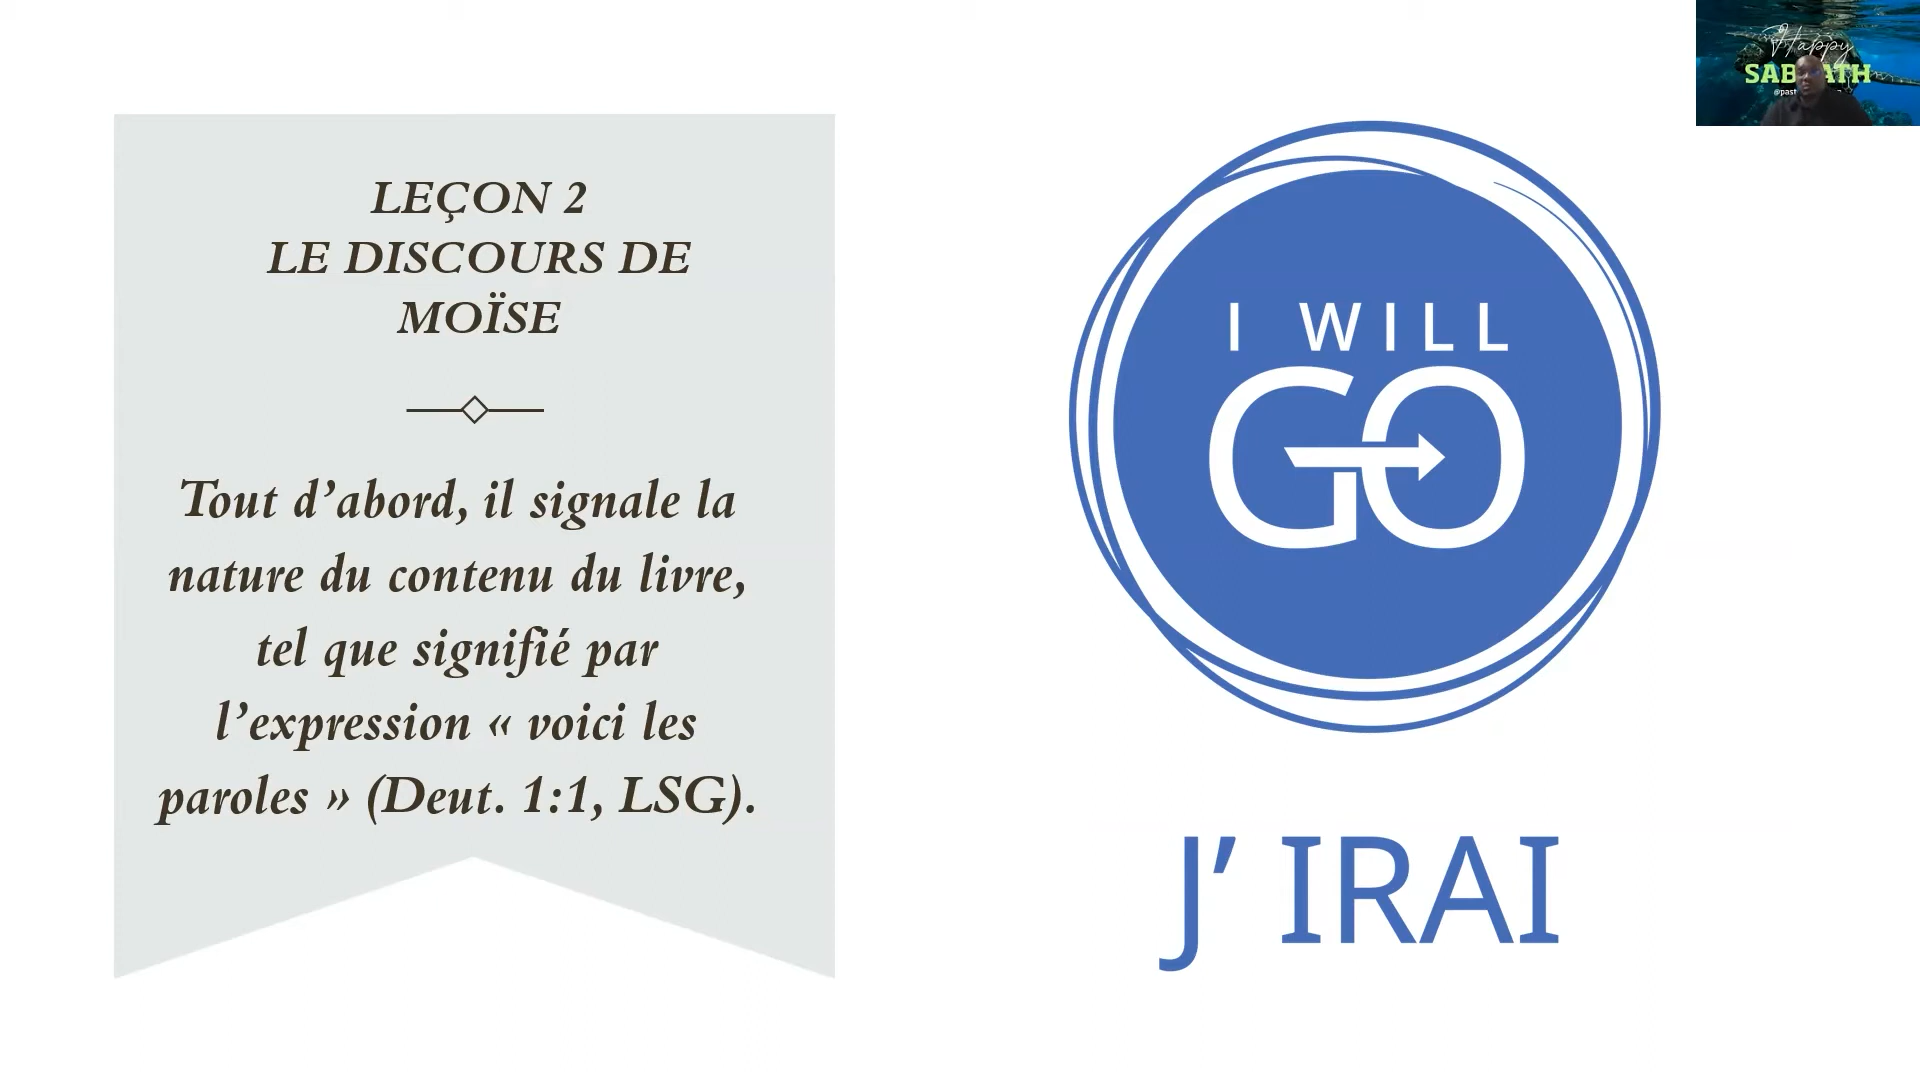 LEÇON 2
LE DISCOURS DE
MOÏSE
Tout d’abord, il signale la
nature du contenu du livre,
tel que signifié par
l’expression « voici les
paroles » (Deut. 1:1, LSG).
I WILL
GO
J’ IRAI
Happy